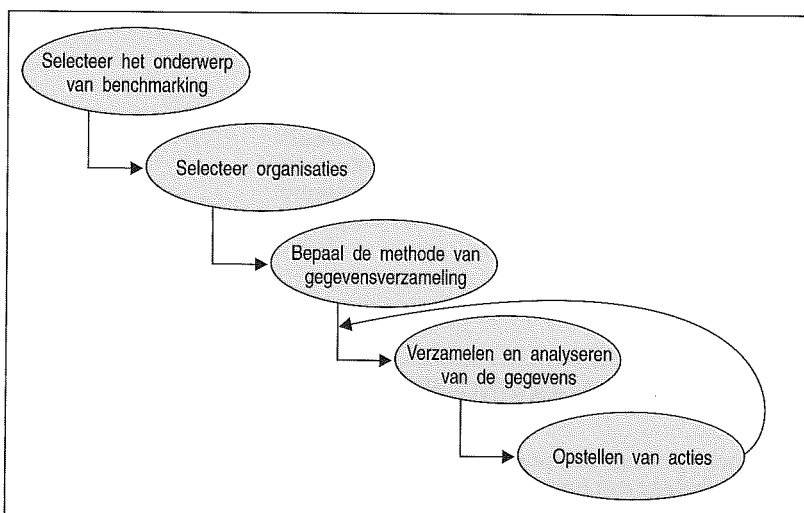 Selecteer het onderwerp
van benchmarking
Selecteer organisaties
Bepaal de methode van
gegevensverzameling
Verzamelen en analyseren
van de gegevens
Opstellen van acties